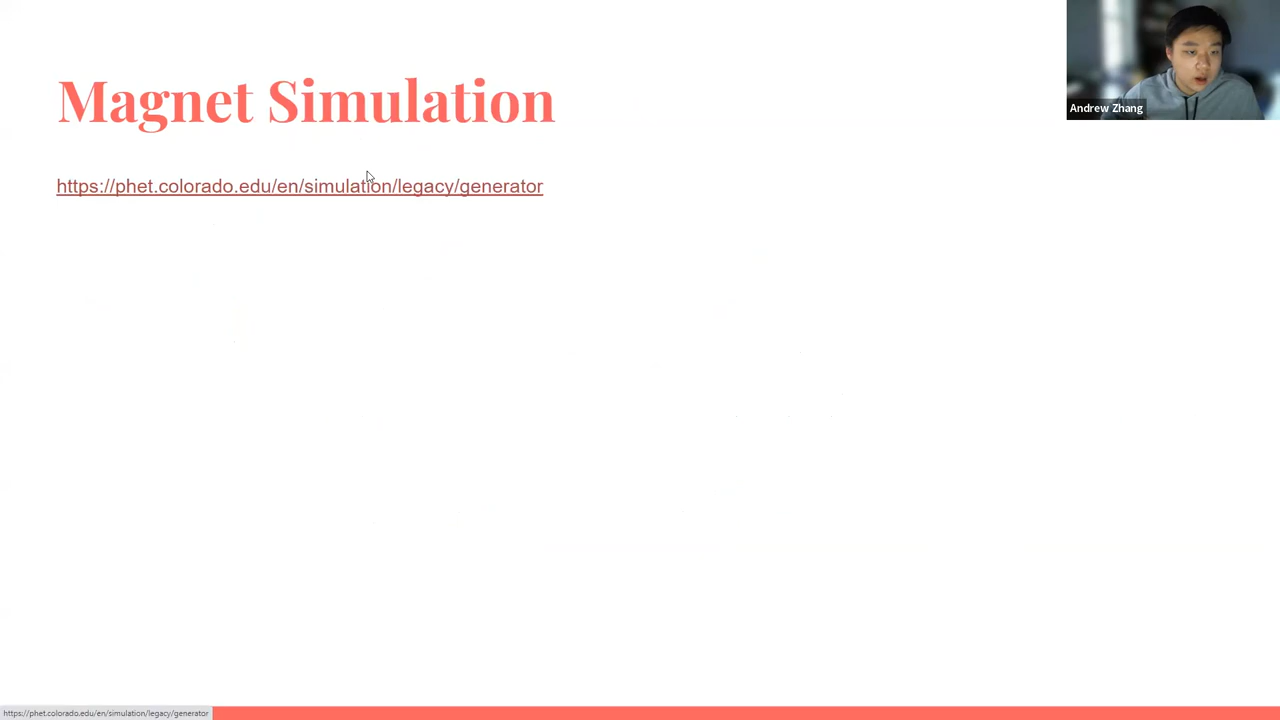 Magnet Simulation
https://phet.colorado.edu/en/simulation/legacy/generator
Andrew Zhang
https://phet.colorado.edu/en/simulation/legacy/generator